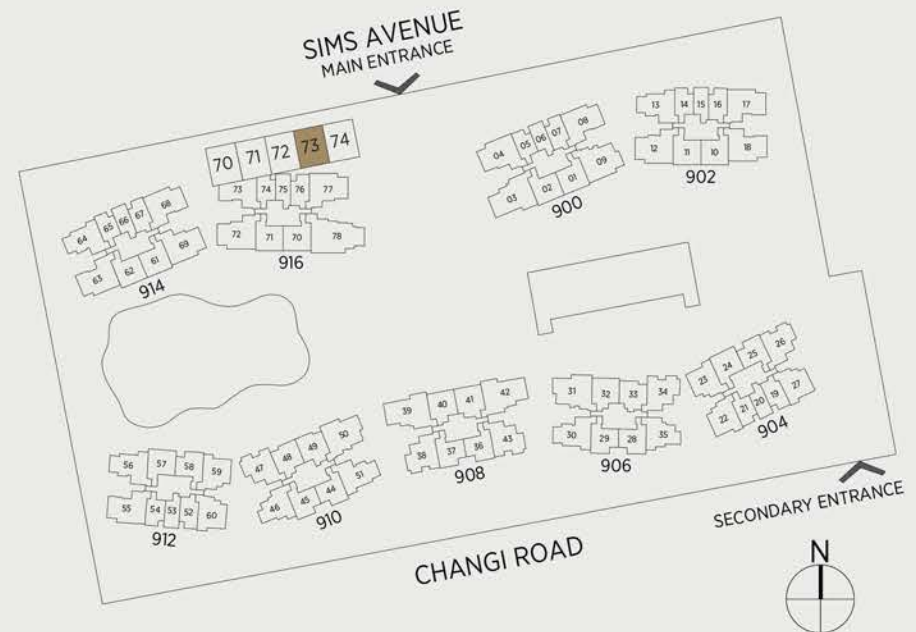 SIMS AVENUE
MAIN ENTRANCE
70 71 72 73 74
73 74 75 76 77
72 71 70 78
916
04 05 06 07 08
03 02 01 09
900
13 14 15 16 17
12 11 10 18
902
64 65 66 67 68
63 62 61 69
914
23 24 25 26
22 21 20 19 27
904
39 40 41 42
38 37 36 43
908
31 32 33 34
30 29 28 35
906
56 57 58 59
55 54 53 52 60
912
47 48 49 50
46 45 44 51
910
SECONDARY ENTRANCE
CHANGI ROAD
N